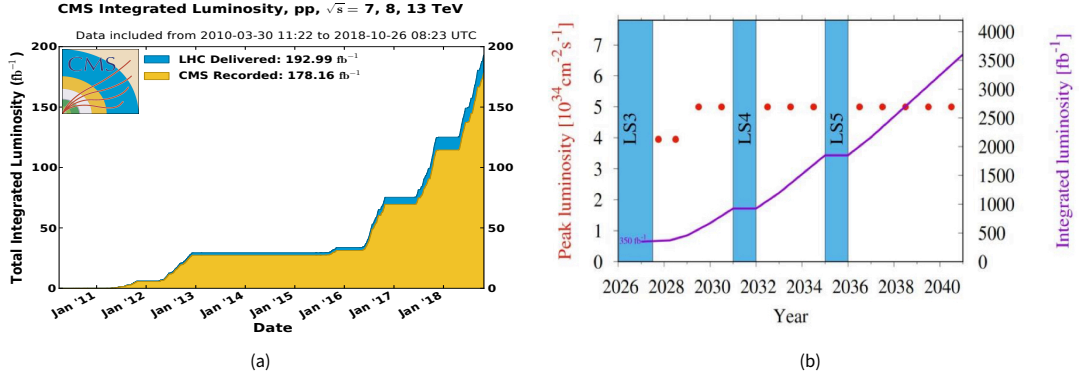 CMS Integrated Luminosity, pp, √s = 7, 8, 13 TeV
Data included from 2010-03-30 11:22 to 2018-10-26 08:23 UTC
CMS
LHC Delivered: 192.99 fb⁻¹
CMS Recorded: 178.16 fb⁻¹
Total Integrated Luminosity (fb⁻¹)
200
150
100
50
0
200
150
100
50
0
Jan '11
Jan '12
Jan '13
Jan '14
Jan '15
Jan '16
Jan '17
Jan '18
Date
(a)
Peak luminosity [10³⁴cm⁻²s⁻¹]
7
6
5
4
3
2
1
0
LS3
LS4
LS5
350 fb⁻¹
4000
3500
3000
2500
2000
1500
1000
500
0
Integrated luminosity [fb⁻¹]
2026 2028 2030 2032 2034 2036 2038 2040
Year
(b)